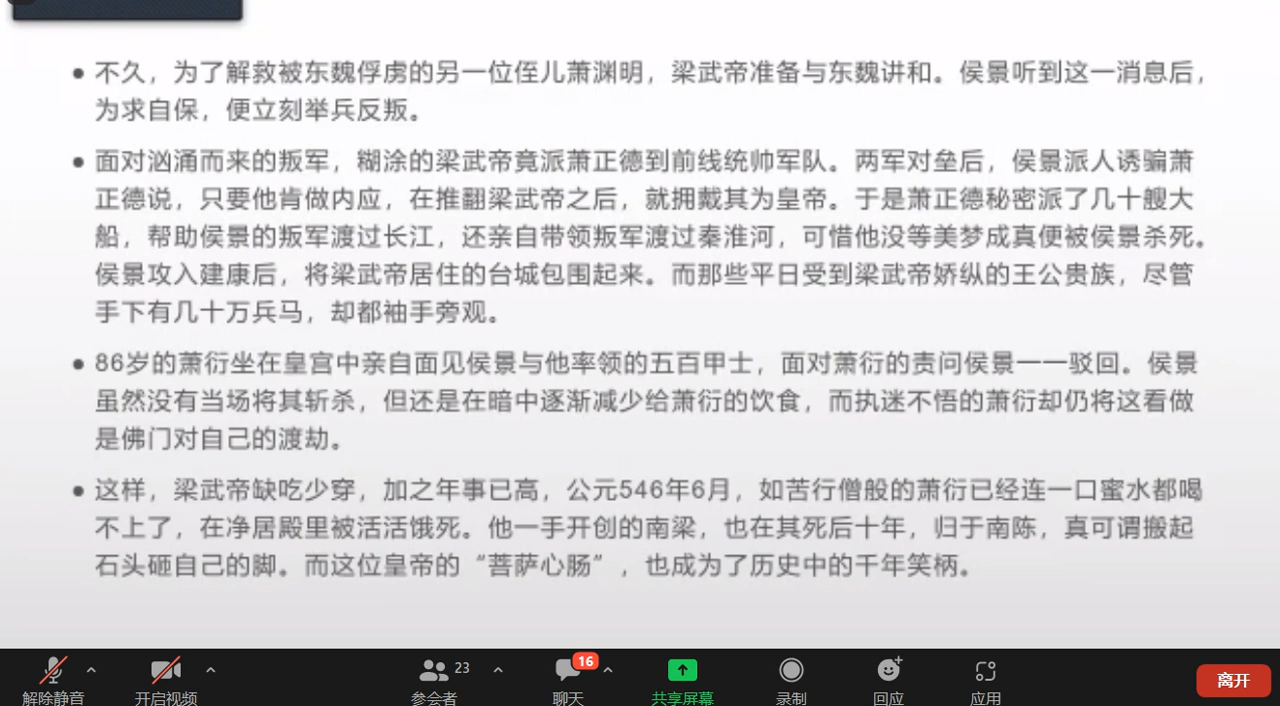 • 不久，为了解救被东魏俘虏的另一位侄儿萧渊明，梁武帝准备与东魏讲和。侯景听到这一消息后，
为求自保，便立刻举兵反叛。
• 面对汹涌而来的叛军，糊涂的梁武帝竟派萧正德到前线统帅军队。两军对垒后，侯景派人诱骗萧
正德说，只要他肯做内应，在推翻梁武帝之后，就拥戴其为皇帝。于是萧正德秘密派了几十艘大
船，帮助侯景的叛军渡过长江，还亲自带领叛军渡过秦淮河，可惜他没等美梦成真便被侯景杀死。
侯景攻入建康后，将梁武帝居住的台城包围起来。而那些平日受到梁武帝娇纵的王公贵族，尽管
手下有几十万兵马，却都袖手旁观。
• 86岁的萧衍坐在皇宫中亲自面见侯景与他率领的五百甲士，面对萧衍的责问侯景一一驳回。侯景
虽然没有当场将其斩杀，但还是在暗中逐渐减少给萧衍的饮食，而执迷不悟的萧衍却仍将这看做
是佛门对自己的渡劫。
• 这样，梁武帝缺吃少穿，加之年事已高，公元546年6月，如苦行僧般的萧衍已经连一口蜜水都喝
不上了，在净居殿里被活活饿死。他一手开创的南梁，也在其死后十年，归于南陈，真可谓搬起
石头砸自己的脚。而这位皇帝的“菩萨心肠”，也成为了历史中的千年笑柄。
23
16
解除静音 开启视频 参会者 聊天 共享屏幕 录制 回应 应用 离开